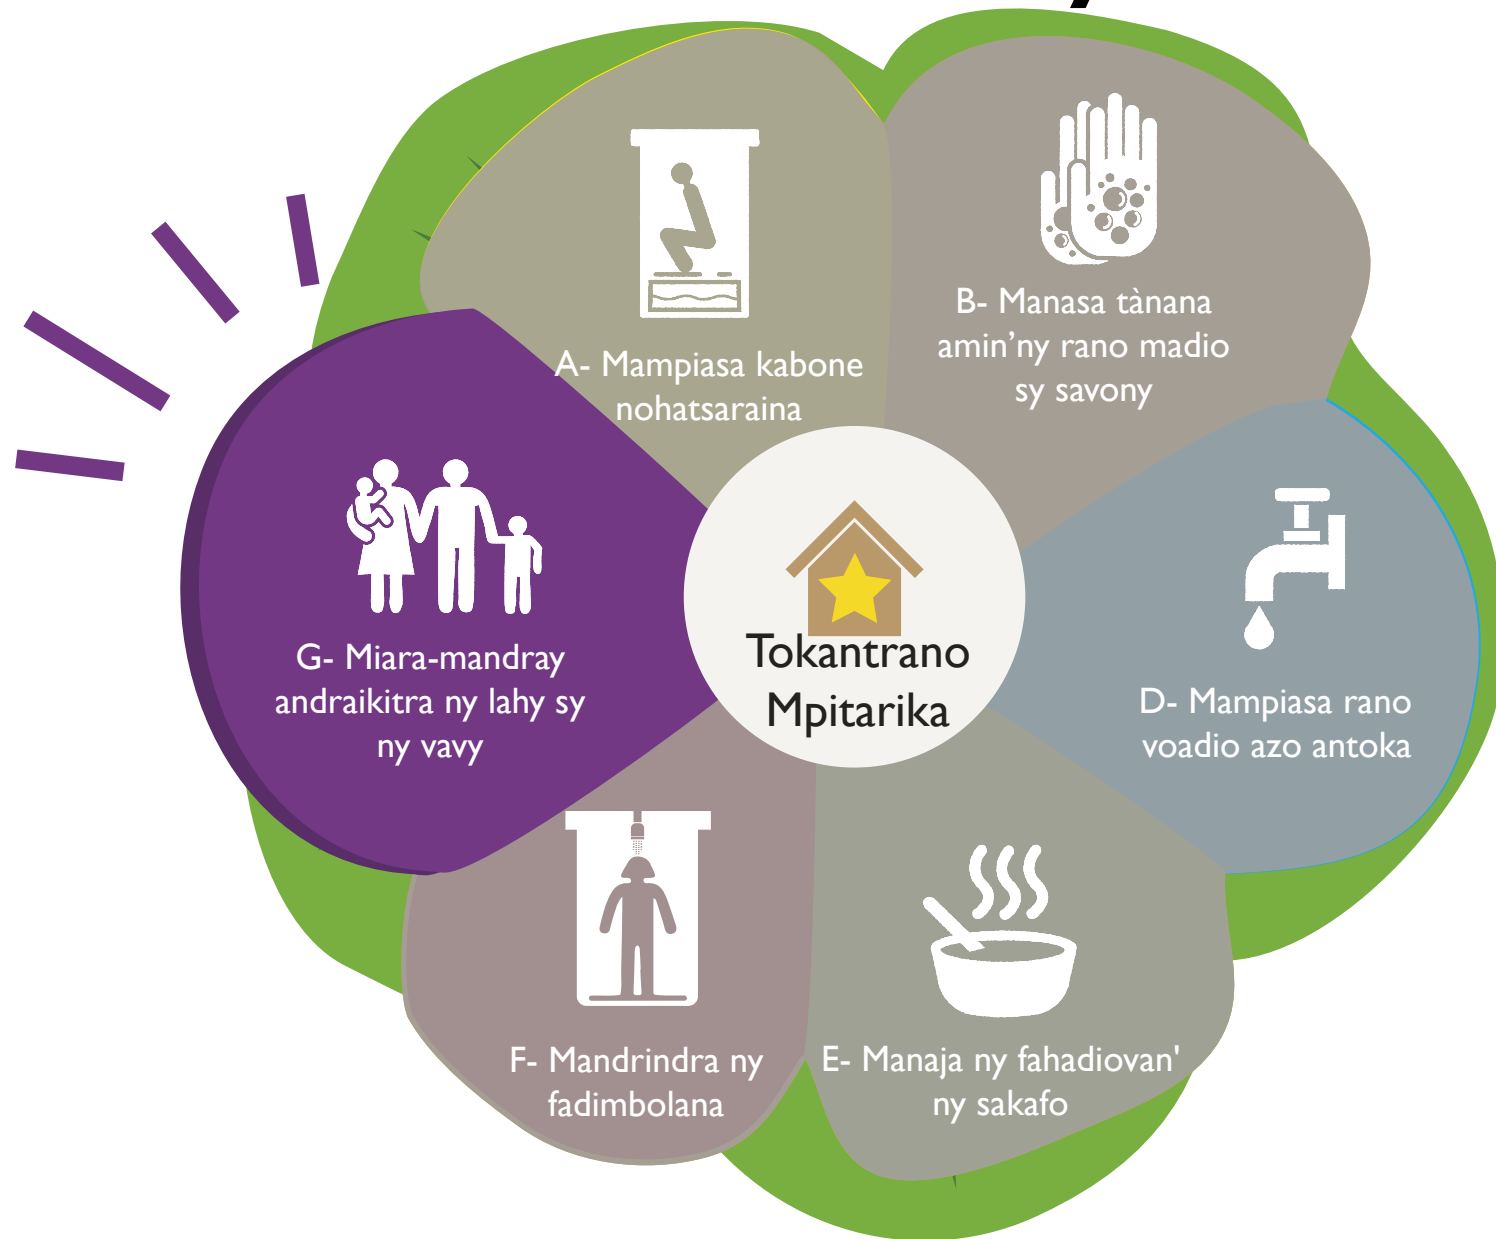 A- Mampiasa kabone
nohatsaraina
B- Manasa tànana
amin’ny rano madio
sy savony
D- Mampiasa rano
voadio azo antoka
E- Manaja ny fahadiovan'
ny sakafo
F- Mandrindra ny
fadimbolana
G- Miara-mandray
andraikitra ny lahy sy
ny vavy
Tokantrano
Mpitarika